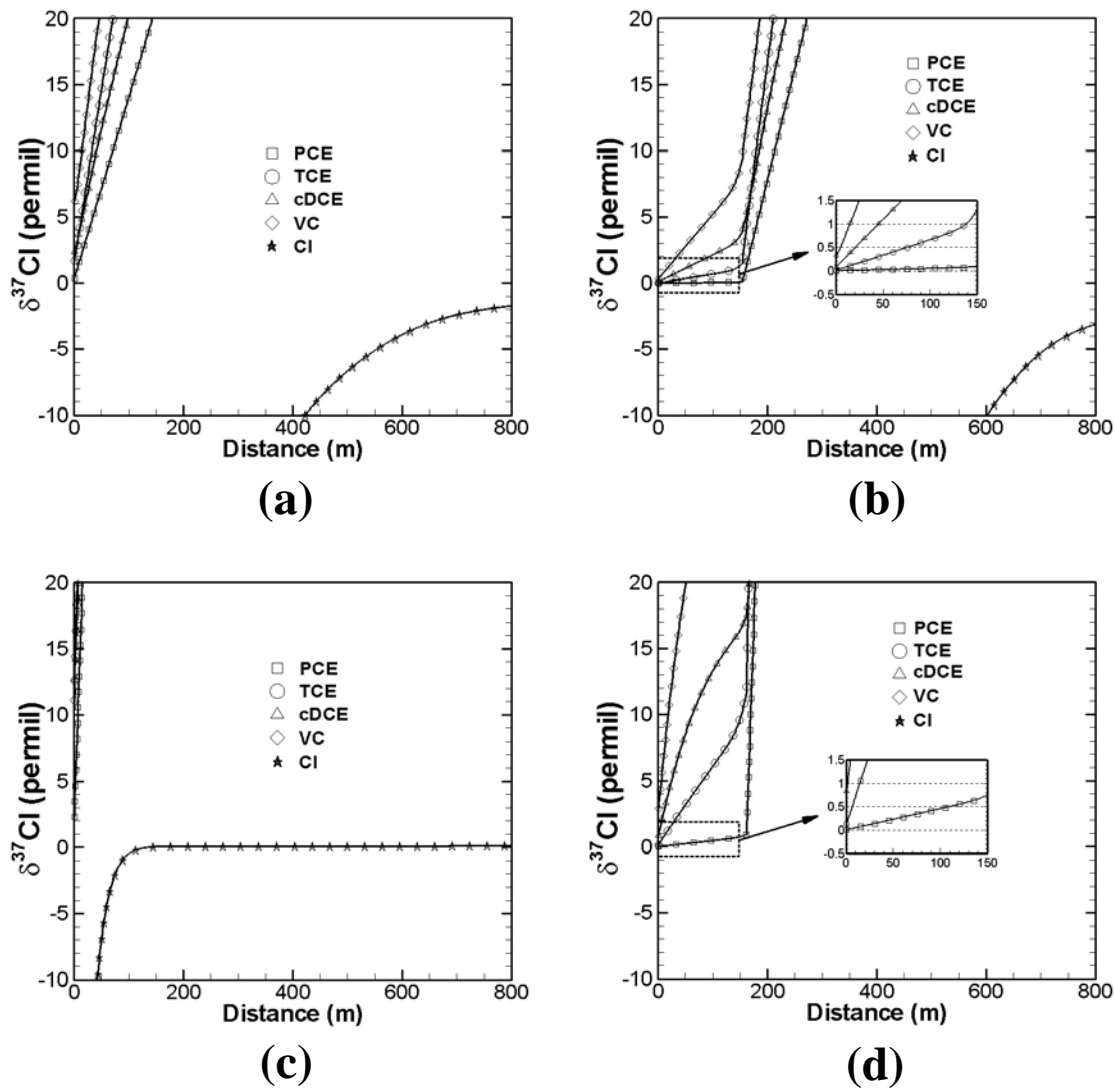 20
15
10
5
0
-5
-10
δ37Cl (permil)
PCE
TCE
cDCE
VC
Cl
0 200 400 600 800
Distance (m)
(a)
20
15
10
5
0
-5
-10
δ37Cl (permil)
PCE
TCE
cDCE
VC
Cl
1.5
1
0.5
0
-0.5
0 50 100 150
0 200 400 600 800
Distance (m)
(b)
20
15
10
5
0
-5
-10
δ37Cl (permil)
PCE
TCE
cDCE
VC
Cl
0 200 400 600 800
Distance (m)
(c)
20
15
10
5
0
-5
-10
δ37Cl (permil)
PCE
TCE
cDCE
VC
Cl
1.5
1
0.5
0
-0.5
0 50 100 150
0 200 400 600 800
Distance (m)
(d)